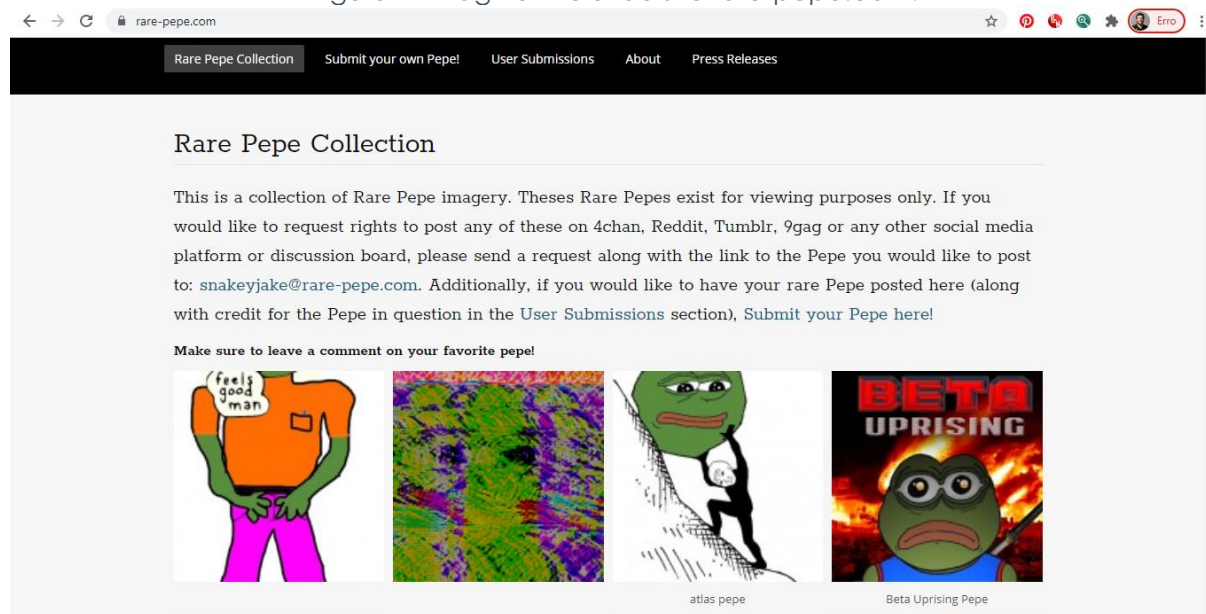 rare-pepe.com
Erro
Rare Pepe Collection
Submit your own Pepe!
User Submissions
About
Press Releases
Rare Pepe Collection
This is a collection of Rare Pepe imagery. Theses Rare Pepes exist for viewing purposes only. If you
would like to request rights to post any of these on 4chan, Reddit, Tumblr, 9gag or any other social media
platform or discussion board, please send a request along with the link to the Pepe you would like to post
to: snakeyjake@rare-pepe.com. Additionally, if you would like to have your rare Pepe posted here (along
with credit for the Pepe in question in the User Submissions section), Submit your Pepe here!
Make sure to leave a comment on your favorite pepe!
feels
good
man
BETA
UPRISING
atlas pepe
Beta Uprising Pepe